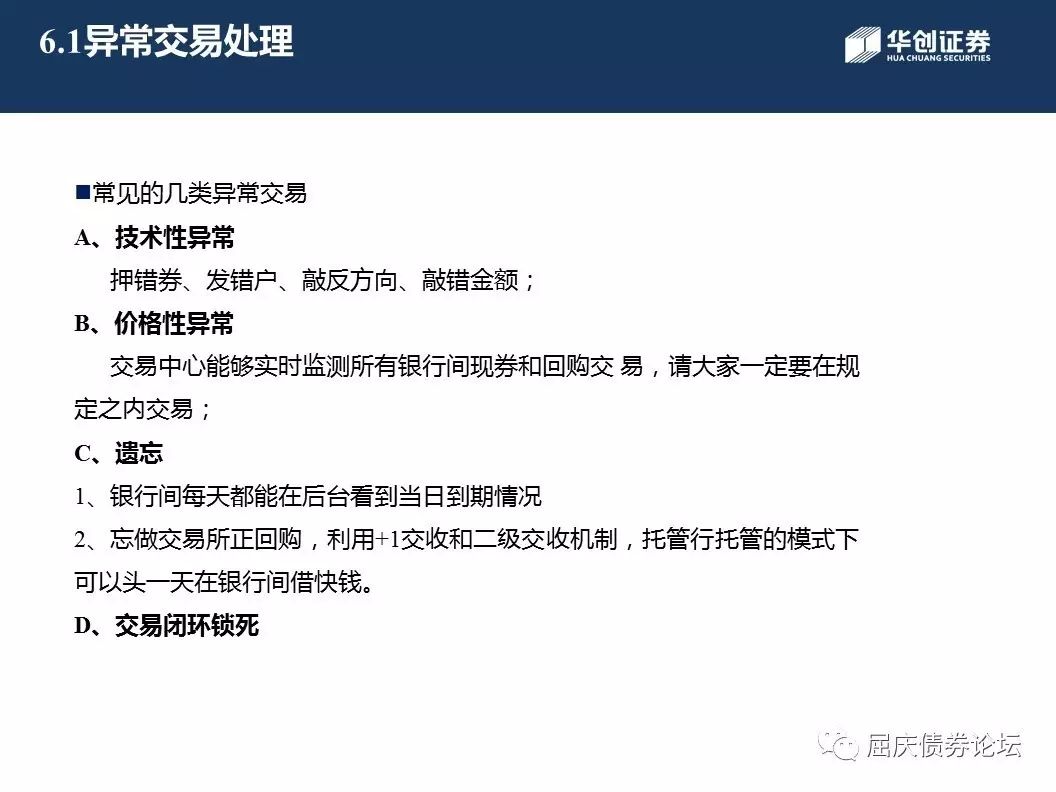 6.1异常交易处理
华创证券
HUA CHUANG SECURITIES
■常见的几类异常交易
A、技术性异常
押错券、发错户、敲反方向、敲错金额；
B、价格性异常
交易中心能够实时监测所有银行间现券和回购交 易，请大家一定要在规
定之内交易；
C、遗忘
1、银行间每天都能在后台看到当日到期情况
2、忘做交易所正回购，利用+1交收和二级交收机制，托管行托管的模式下
可以头一天在银行间借快钱。
D、交易闭环锁死
屈庆债券论坛